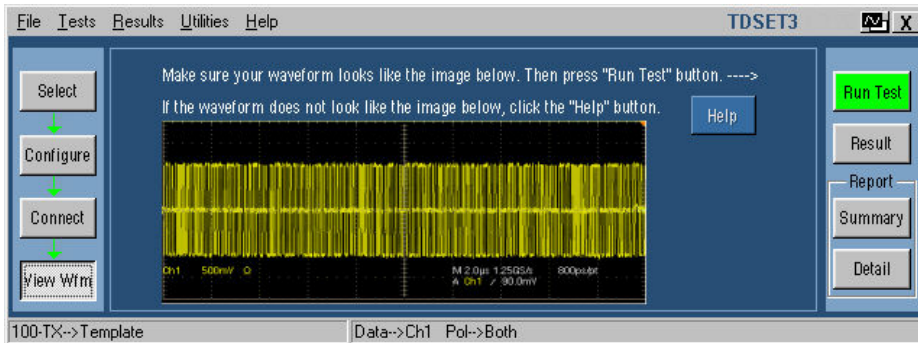 File Tests Results Utilities Help TDSET3 X
Make sure your waveform looks like the image below. Then press "Run Test" button. ---->
If the waveform does not look like the image below, click the "Help" button.
Help
Select
Configure
Connect
View Wfm
Ch1 500mV Ω M 2.0µs 1.25GS/s 800ps/pt
A Ch1 / 90.0mV
Run Test
Result
Report
Summary
Detail
100-TX-->Template Data-->Ch1 Pol-->Both